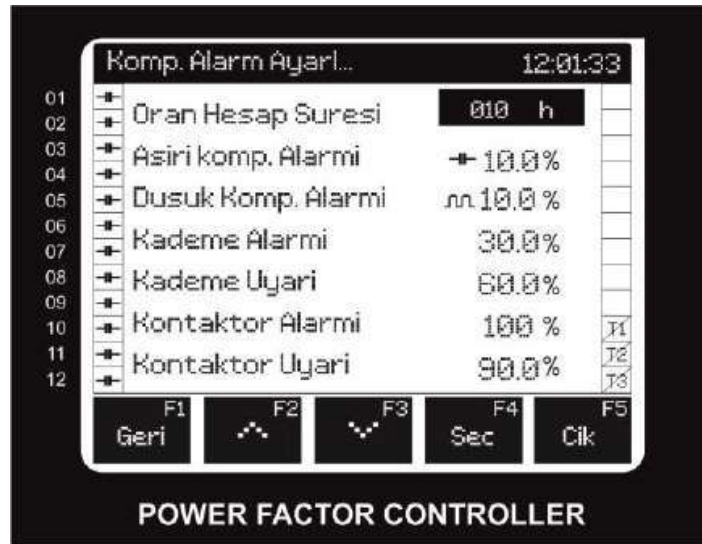 Komp. Alarm Ayarl... 12:01:33
01
02
03
04
05
06
07
08
09
10
11
12
Oran Hesap Suresi 010 h
Asiri komp. Alarmi 10.0%
Dusuk Komp. Alarmi 10.0 %
Kademe Alarmi 30.0%
Kademe Uyari 60.0%
Kontaktor Alarmi 100 %
Kontaktor Uyari 90.0%
T1
T2
T3
F1 F2 F3 F4 F5
Geri Sec Cik
POWER FACTOR CONTROLLER